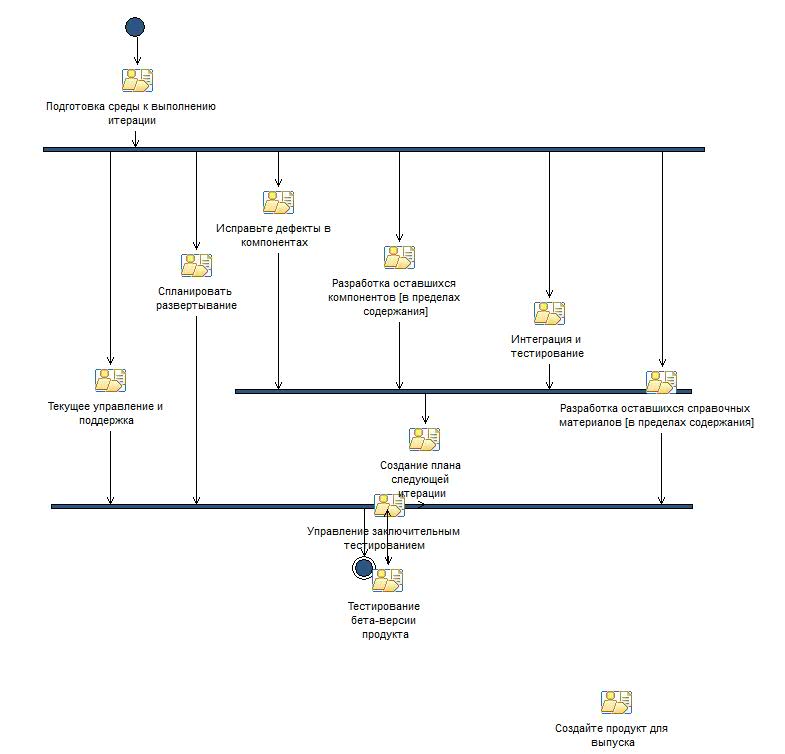 Подготовка среды к выполнению
итерации
Исправьте дефекты в
компонентах
Спланировать
развертывание
Разработка оставшихся
компонентов [в пределах
содержания]
Интеграция и
тестирование
Текущее управление и
поддержка
Разработка оставшихся справочных
материалов [в пределах содержания]
Создание плана
следующей
итерации
Управление заключительным
тестированием
Тестирование
бета-версии
продукта
Создайте продукт для
выпуска